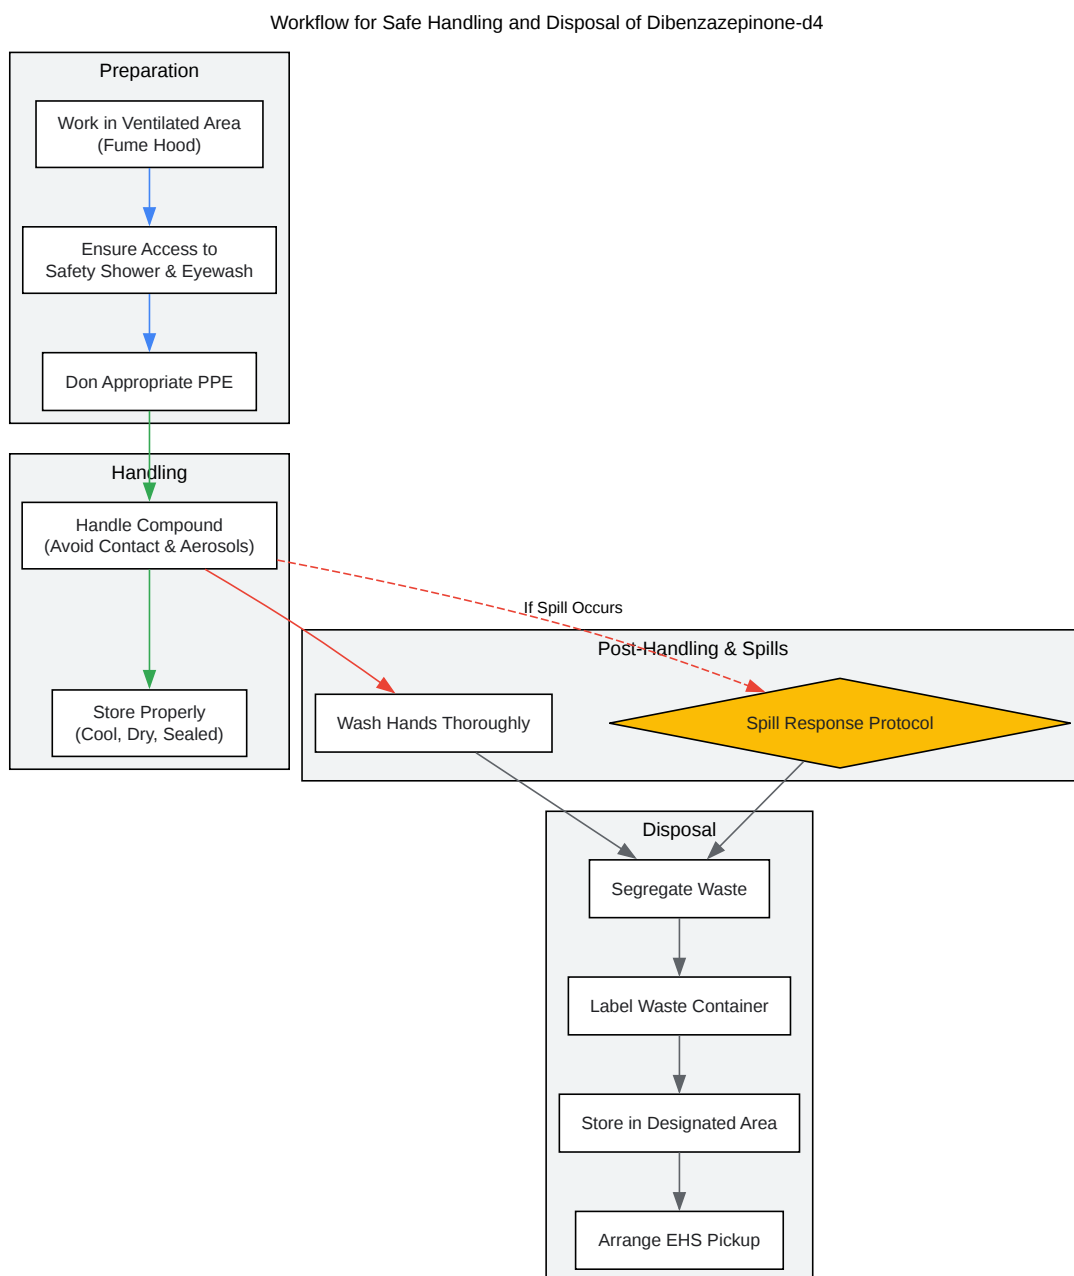 Workflow for Safe Handling and Disposal of Dibenzazepinone-d4
Preparation
Work in Ventilated Area
(Fume Hood)
Ensure Access to
Safety Shower & Eyewash
Don Appropriate PPE
Handling
Handle Compound
(Avoid Contact & Aerosols)
If Spill Occurs
Post-Handling & Spills
Store Properly
(Cool, Dry, Sealed)
Wash Hands Thoroughly
Spill Response Protocol
Disposal
Segregate Waste
Label Waste Container
Store in Designated Area
Arrange EHS Pickup